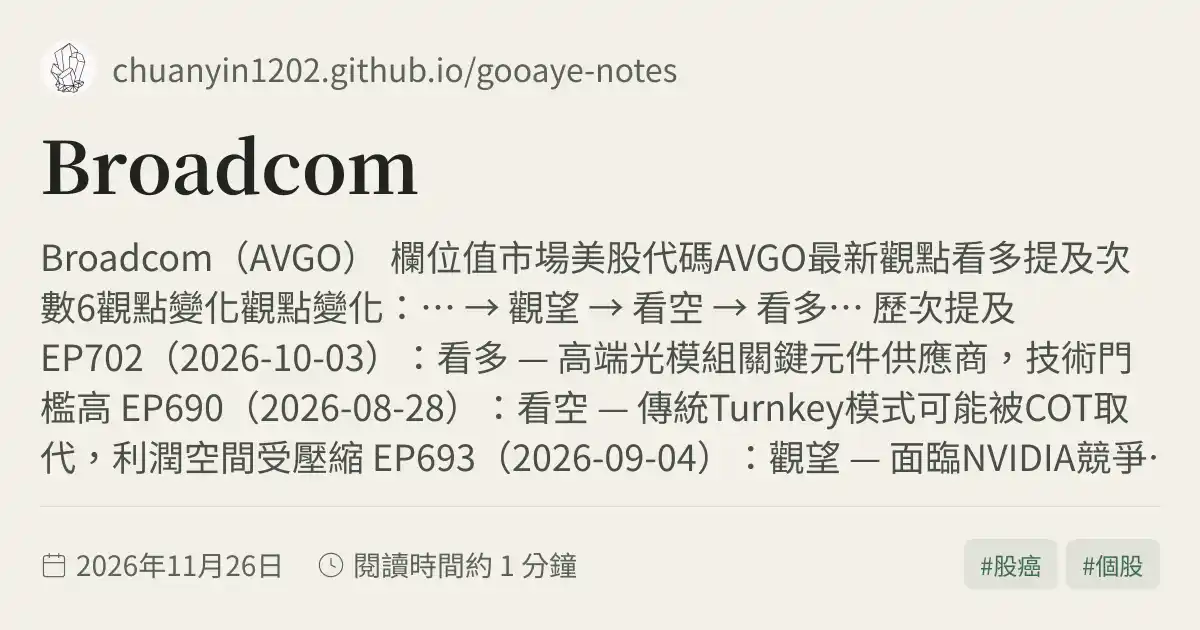 chuanyin1202.github.io/gooaye-notes
Broadcom
Broadcom（AVGO） 欄位值市場美股代碼AVGO最新觀點看多提及次
數6觀點變化觀點變化：… → 觀望 → 看空 → 看多… 歷次提及
EP702（2026-10-03）：看多 — 高端光模組關鍵元件供應商，技術門
檻高 EP690（2026-08-28）：看空 — 傳統Turnkey模式可能被COT取
代，利潤空間受壓縮 EP693（2026-09-04）：觀望 — 面臨NVIDIA競爭·
2026年11月26日 閱讀時間約 1 分鐘 #股癌 #個股